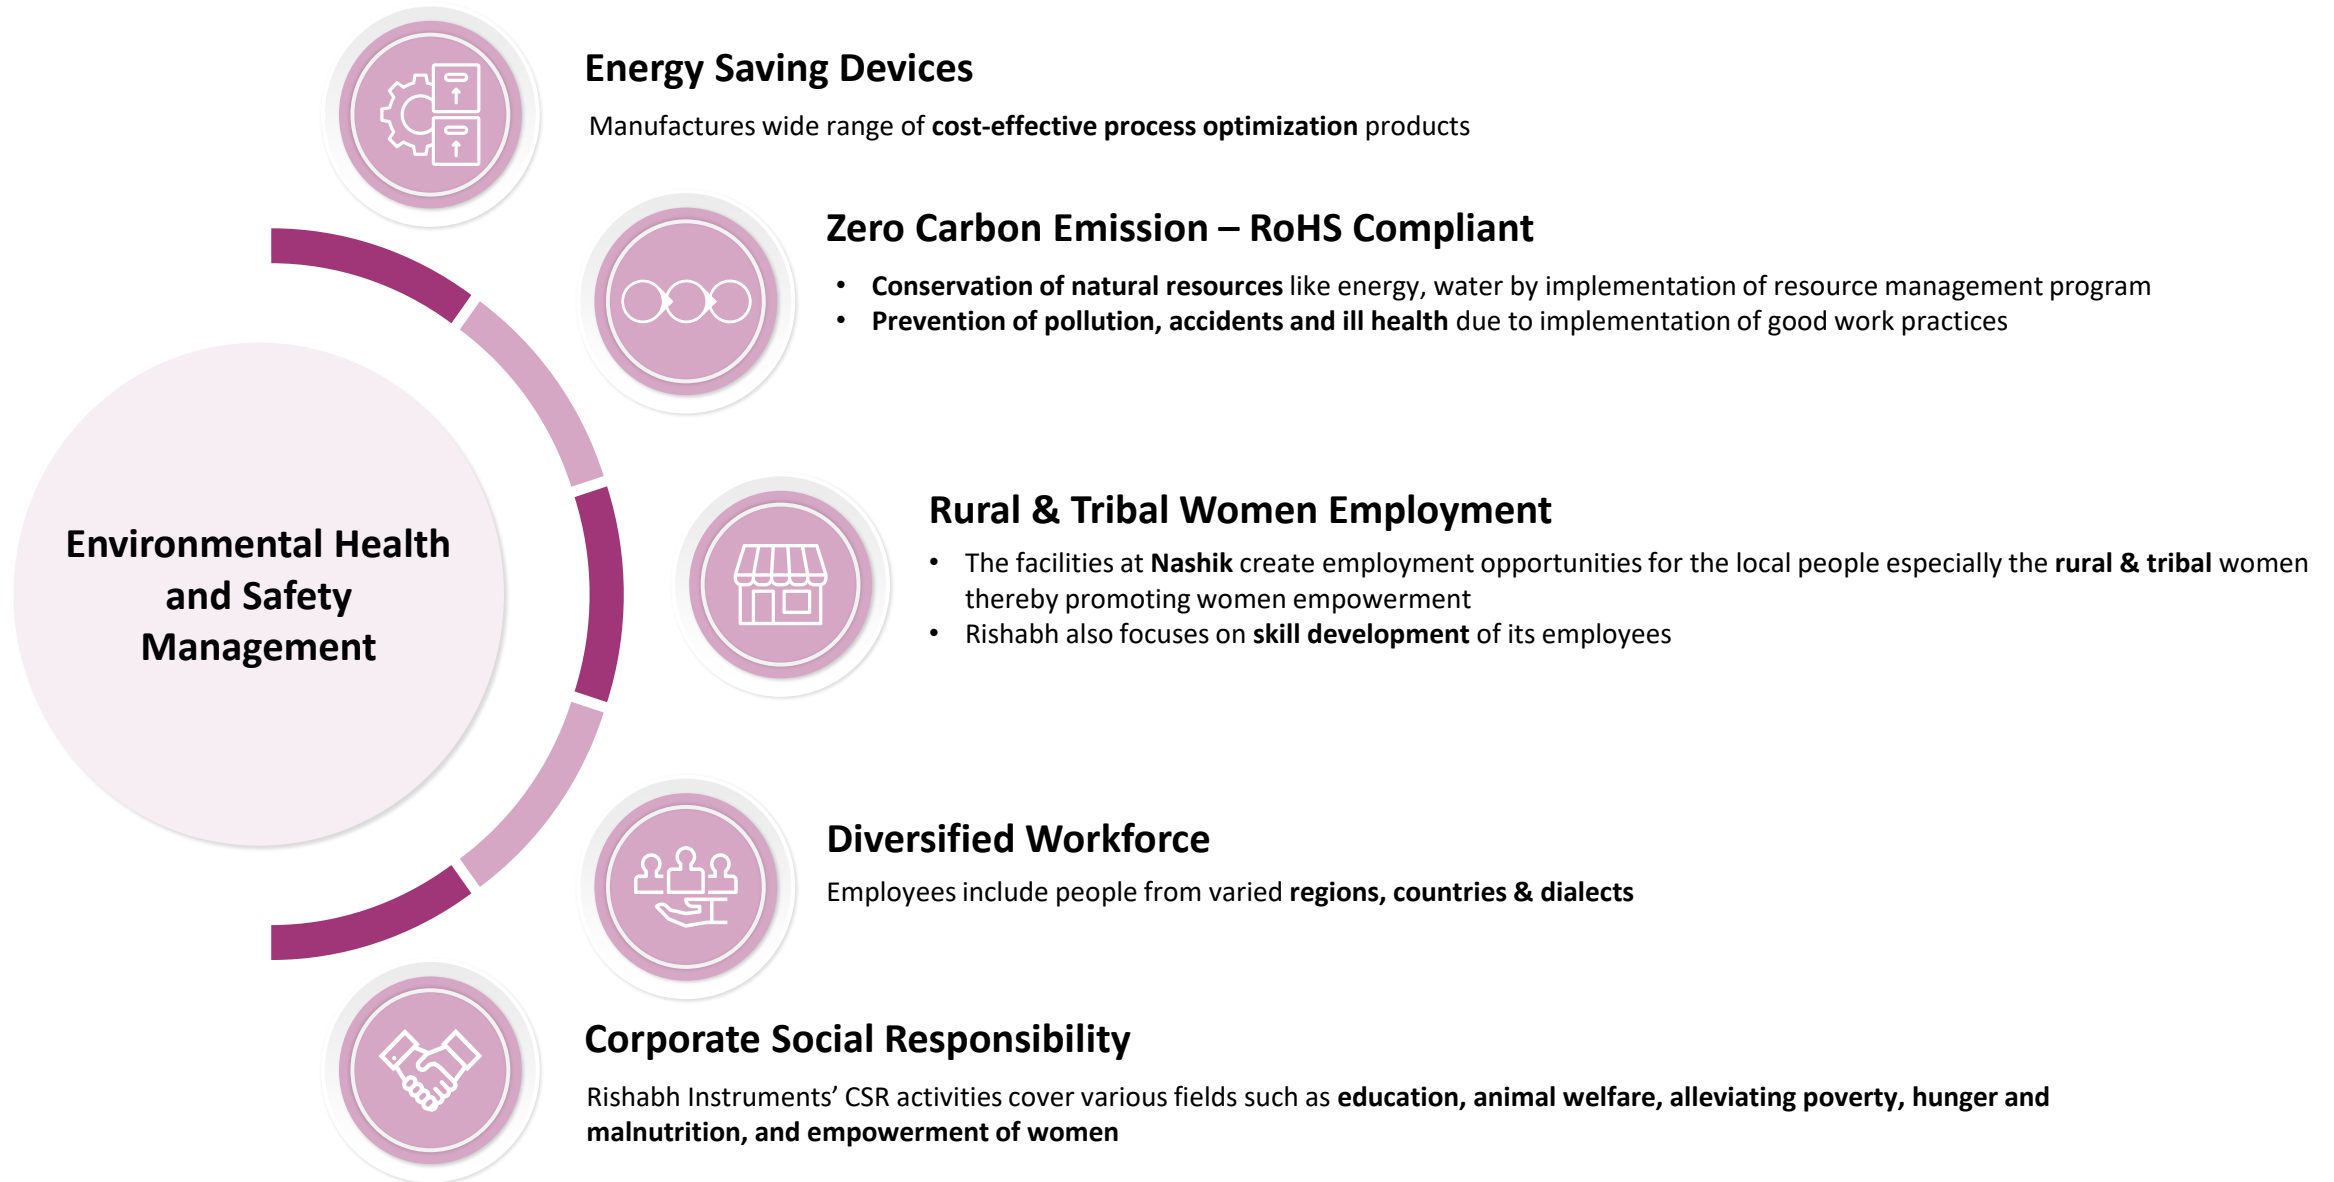 Energy Saving Devices
Manufactures wide range of cost-effective process optimization products
Zero Carbon Emission – RoHS Compliant
• Conservation of natural resources like energy, water by implementation of resource management program
• Prevention of pollution, accidents and ill health due to implementation of good work practices
Environmental Health
and Safety
Management
Rural & Tribal Women Employment
• The facilities at Nashik create employment opportunities for the local people especially the rural & tribal women
thereby promoting women empowerment
• Rishabh also focuses on skill development of its employees
Diversified Workforce
Employees include people from varied regions, countries & dialects
Corporate Social Responsibility
Rishabh Instruments’ CSR activities cover various fields such as education, animal welfare, alleviating poverty, hunger and
malnutrition, and empowerment of women